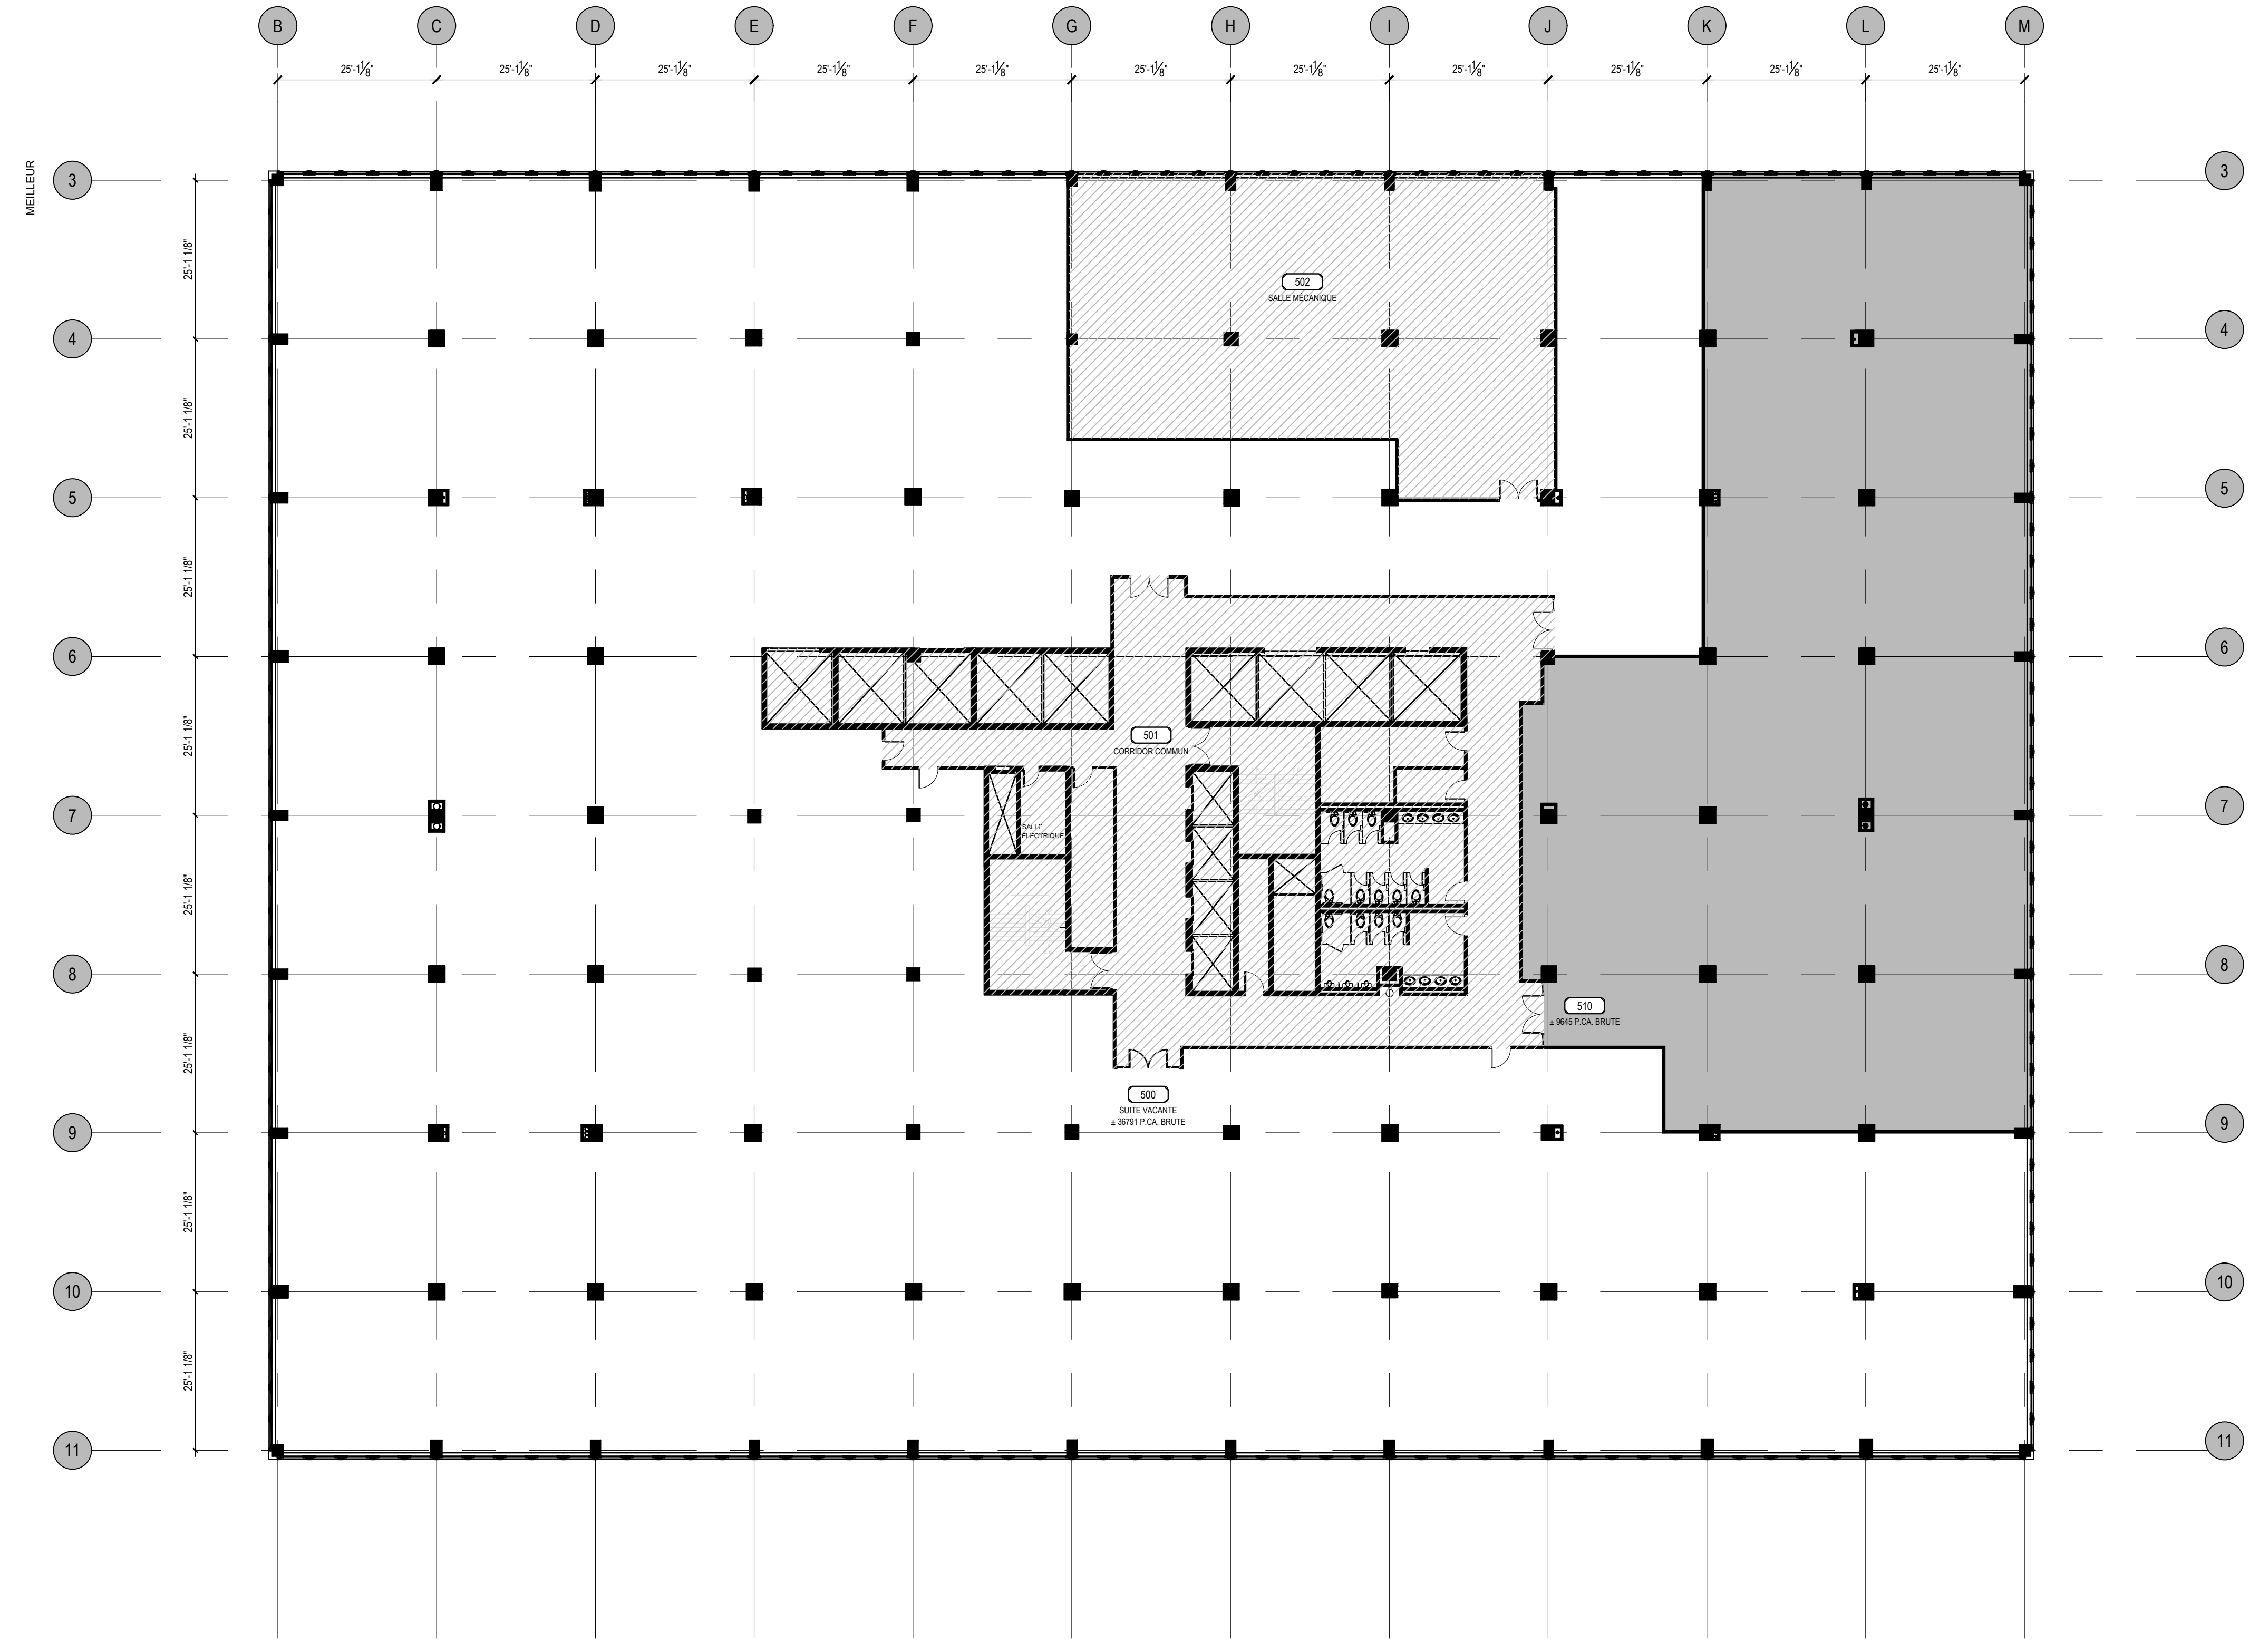 B C D E F G H I J K L M
25'-1⅛" 25'-1⅛" 25'-1⅛" 25'-1⅛" 25'-1⅛" 25'-1⅛" 25'-1⅛" 25'-1⅛" 25'-1⅛" 25'-1⅛" 25'-1⅛"
MEILLEUR
3 3
25'-1 1/8"
502
SALLE MÉCANIQUE
4 4
25'-1 1/8"
5 5
25'-1 1/8"
6 6
25'-1 1/8"
501
CORRIDOR COMMUN
7 7
SALLE
ÉLECTRIQUE
25'-1 1/8"
8 8
510
± 9645 P.CA. BRUTE
25'-1 1/8"
500
SUITE VACANTE
± 36791 P.CA. BRUTE
9 9
25'-1 1/8"
10 10
25'-1 1/8"
11 11